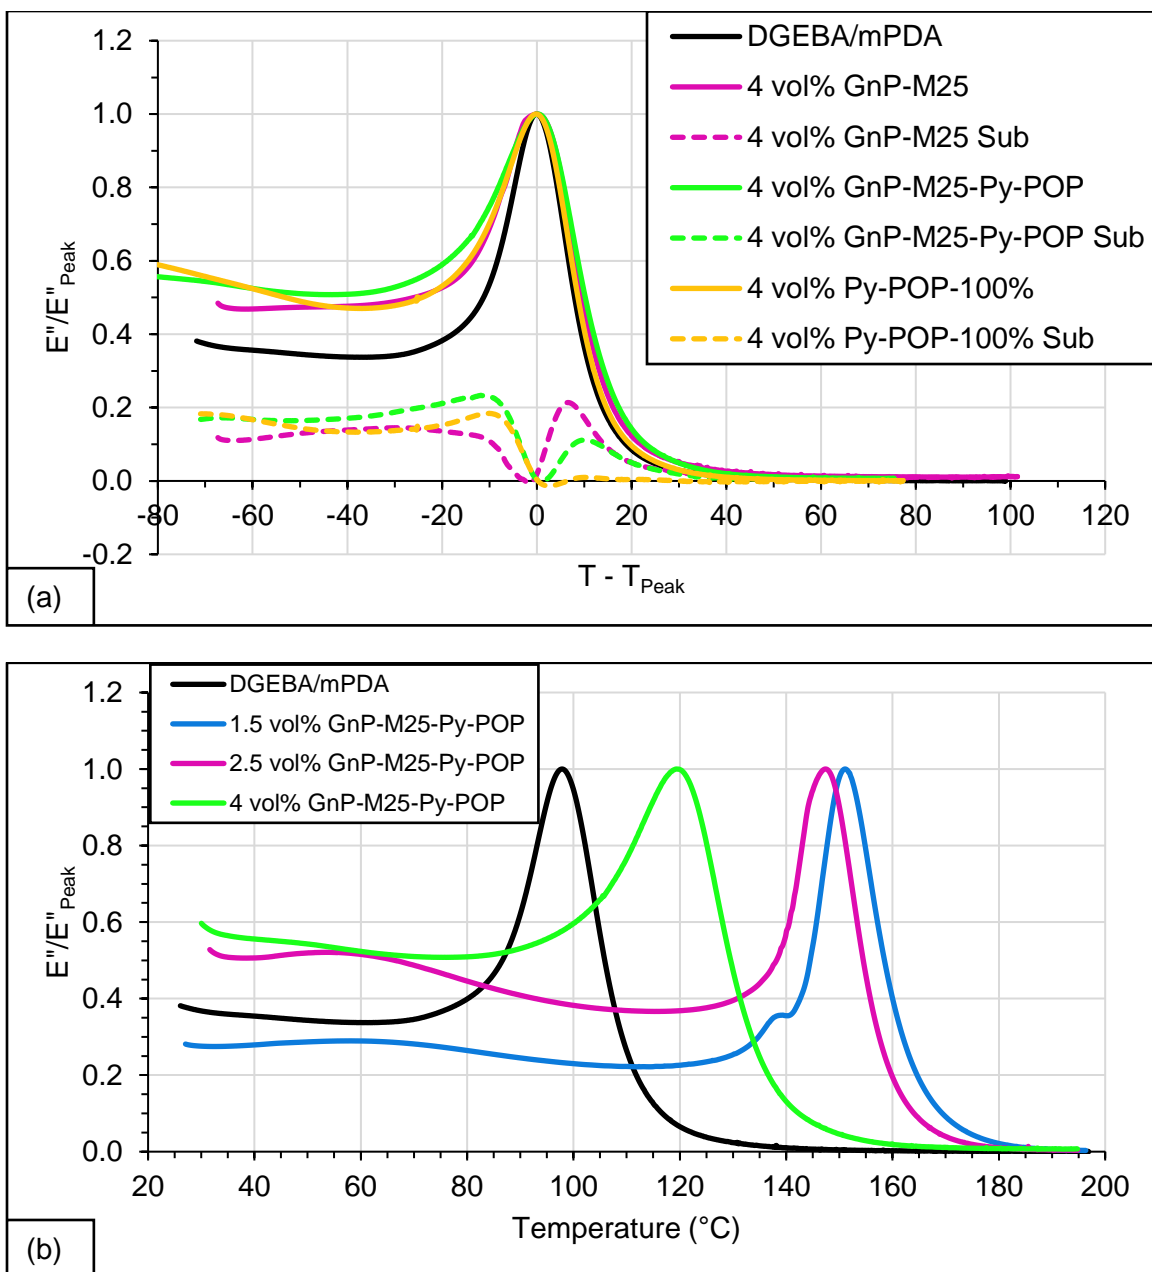 1.2
1.0
0.8
0.6
0.4
0.2
0.0
-0.2
E"/E"Peak
-80 -60 -40 -20 0 20 40 60 80 100 120
T - TPeak
DGEBA/mPDA
4 vol% GnP-M25
4 vol% GnP-M25 Sub
4 vol% GnP-M25-Py-POP
4 vol% GnP-M25-Py-POP Sub
4 vol% Py-POP-100%
4 vol% Py-POP-100% Sub
(a)
1.2
1.0
0.8
0.6
0.4
0.2
0.0
E"/E"Peak
DGEBA/mPDA
1.5 vol% GnP-M25-Py-POP
2.5 vol% GnP-M25-Py-POP
4 vol% GnP-M25-Py-POP
20 40 60 80 100 120 140 160 180 200
Temperature (°C)
(b)